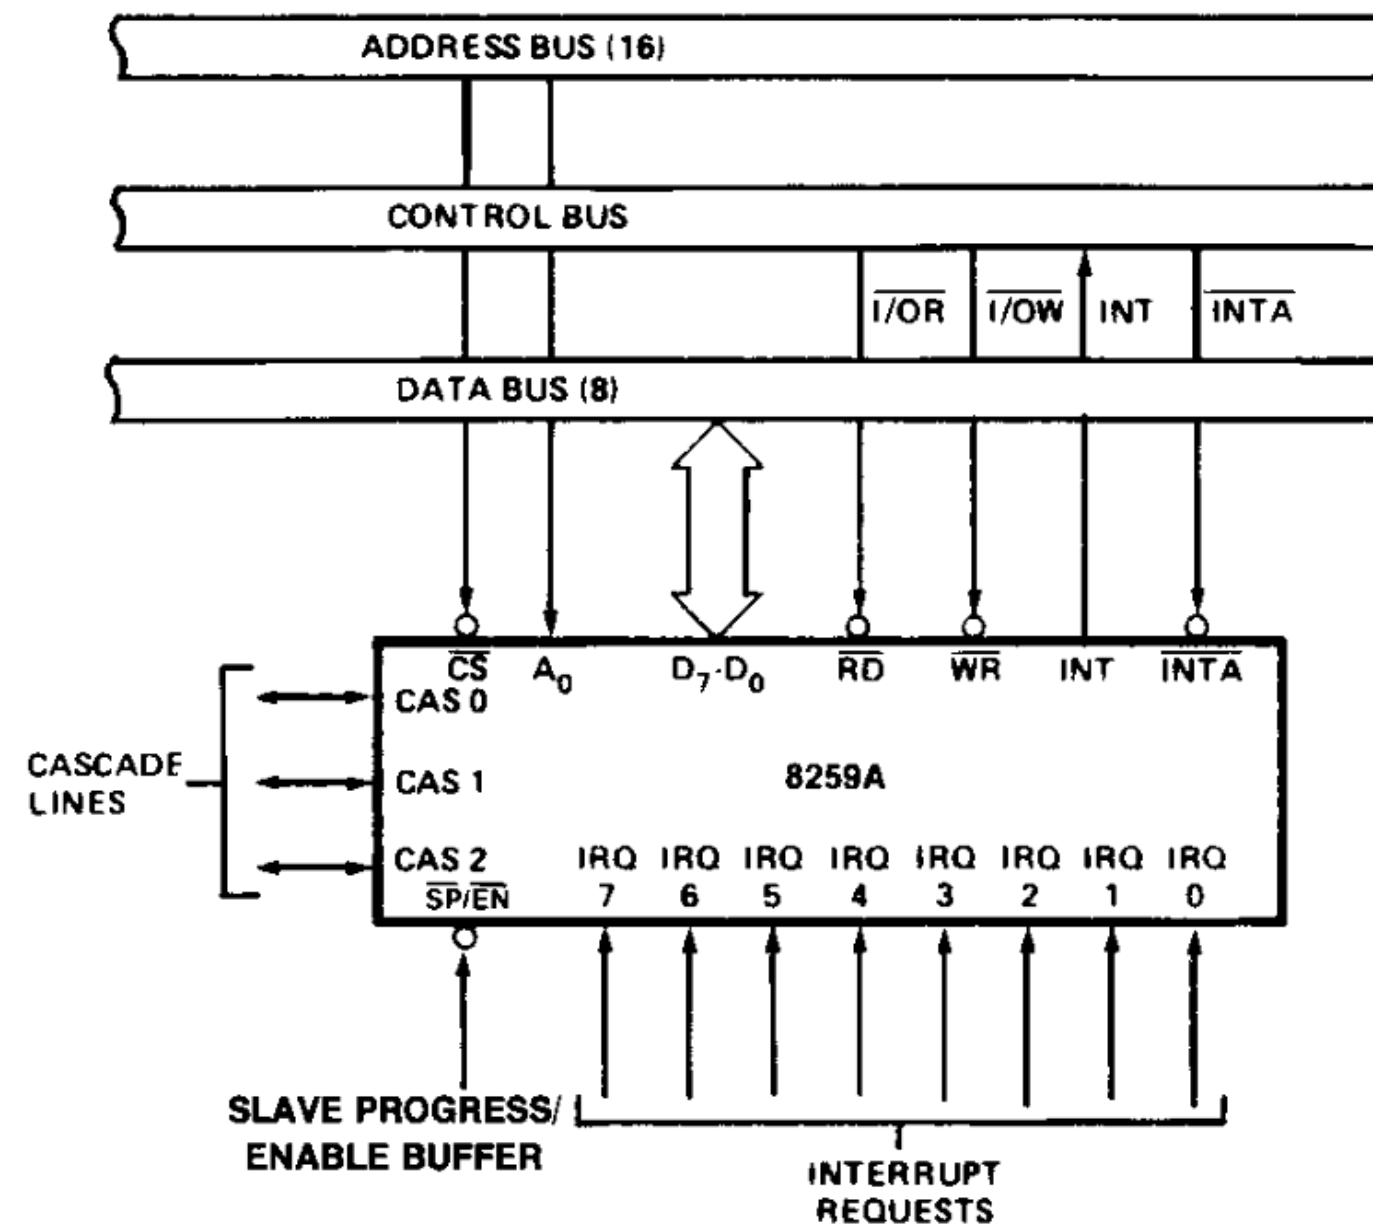 ADDRESS BUS (16)
CONTROL BUS
I/OR I/OW INT INTA
DATA BUS (8)
CS A0 D7-D0 RD WR INT INTA
CAS 0
CASCADE
LINES
CAS 1
8259A
CAS 2
IRQ IRQ IRQ IRQ IRQ IRQ IRQ IRQ
SP/EN 7 6 5 4 3 2 1 0
SLAVE PROGRESS/
ENABLE BUFFER
INTERRUPT
REQUESTS